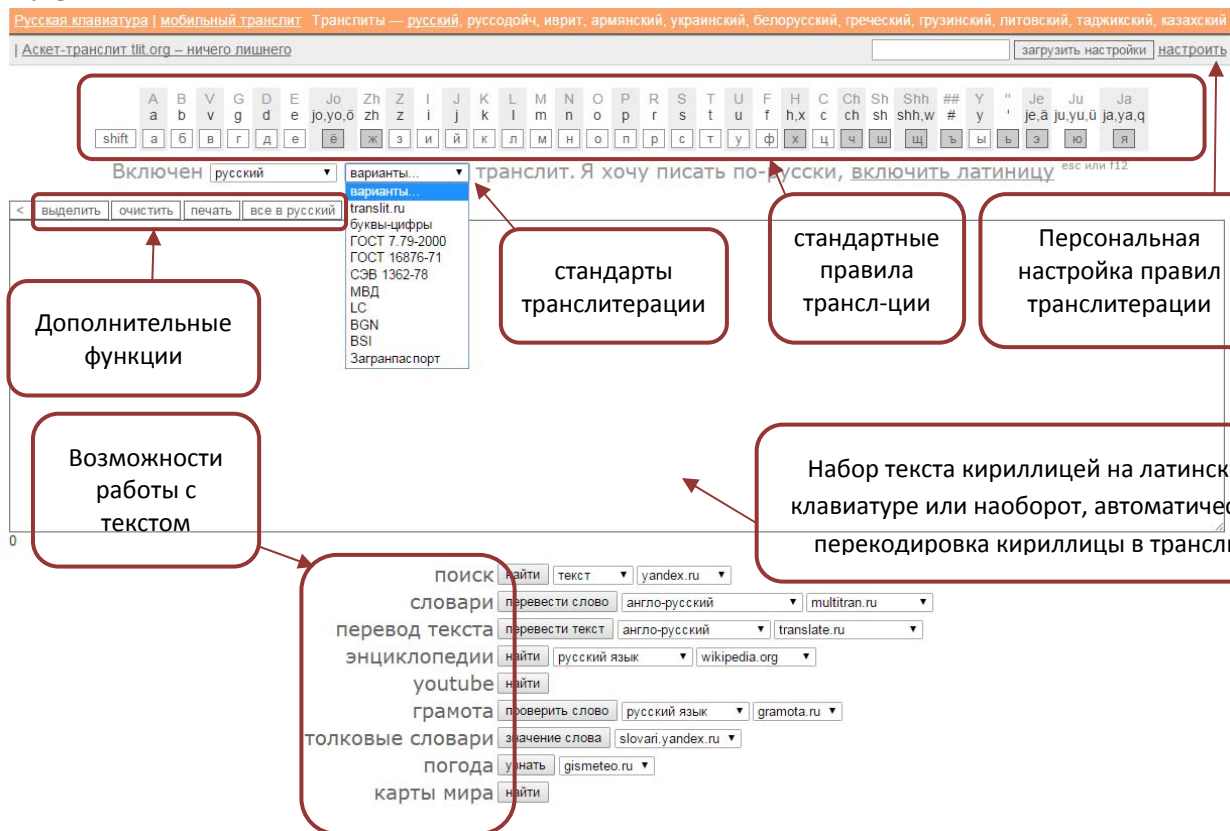 Русская клавиатура | мобильный транслит Транслиты — русский, руссодойч, иврит, армянский, украинский, белорусский, греческий, грузинский, литовский, таджикский, казахский
| Аскет-транслит tlit.org – ничего лишнего загрузить настройки настроить
A B V G D E Jo Zh Z I J K L M N O P R S T U F H C Ch Sh Shh ## Y " Je Ju Ja
a b v g d e jo,yo,ö zh z i j k l m n o p r s t u f h,x c ch sh shh,w # y ' je,ä ju,yu,ü ja,ya,q
shift а б в г д е ё ж з и й к л м н о п р с т у ф х ц ч ш щ ъ ы ь э ю я
Включен русский варианты... транслит. Я хочу писать по-русски, включить латиницу esc или f12
< выделить очистить печать все в русский
варианты...
translit.ru
буквы-цифры
ГОСТ 7.79-2000
ГОСТ 16876-71
СЭВ 1362-78
МВД
LC
BGN
BSI
Загранпаспорт
Дополнительные
функции
стандарты
транслитерации
стандартные
правила
трансл-ции
Персональная
настройка правил
транслитерации
Возможности
работы с
текстом
Набор текста кириллицей на латинск
клавиатуре или наоборот, автоматичес
перекодировка кириллицы в трансли
0
поиск найти текст yandex.ru
словари перевести слово англо-русский multitran.ru
перевод текста перевести текст англо-русский translate.ru
энциклопедии найти русский язык wikipedia.org
youtube найти
грамота проверить слово русский язык gramota.ru
толковые словари значение слова slovari.yandex.ru
погода узнать gismeteo.ru
карты мира найти